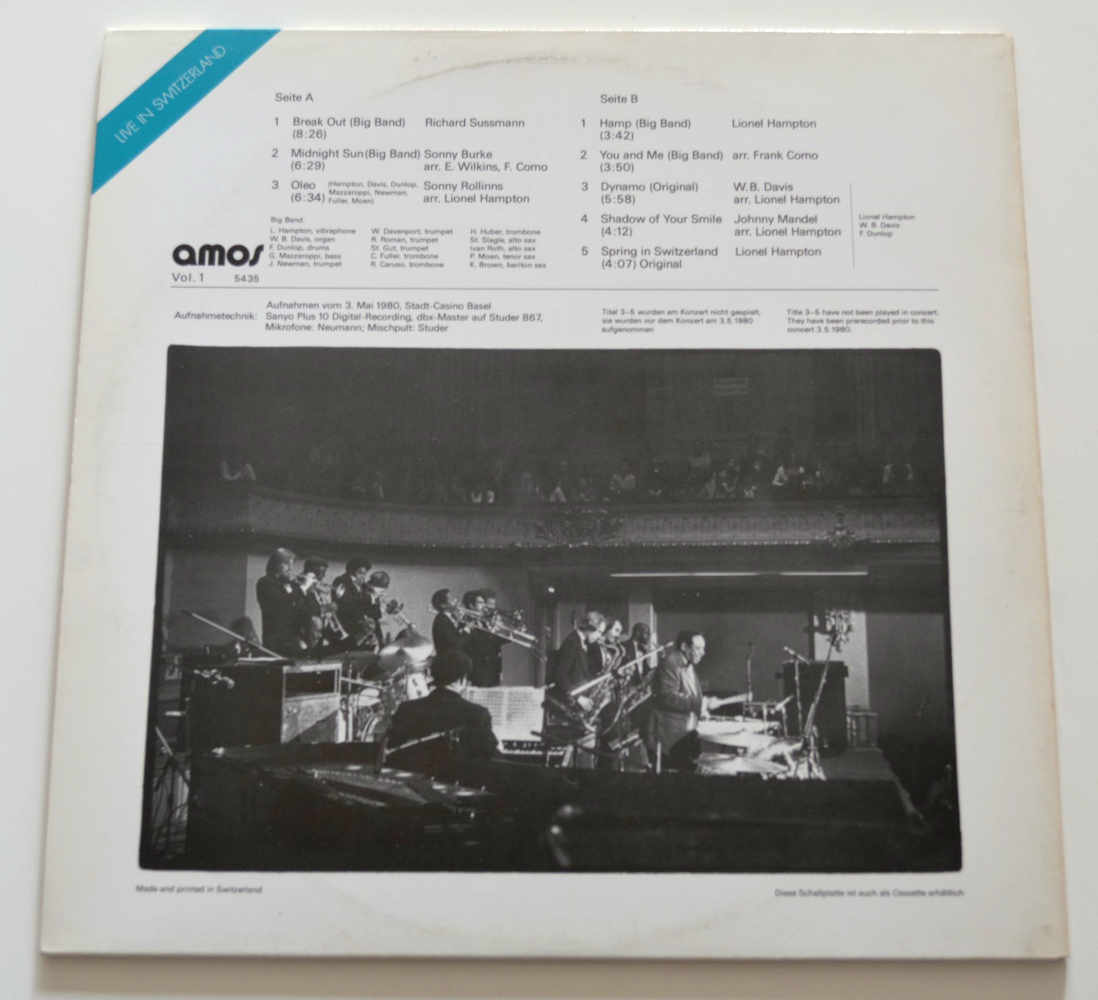 LIVE IN SWITZERLAND
Seite A
1 Break Out (Big Band) Richard Sussmann
(8:26)
2 Midnight Sun (Big Band) Sonny Burke
(6:29) arr. E. Wilkins, F. Como
3 Oleo (Hampton, Davis, Dunlop, Sonny Rollinns
Mazzaroppi, Newman,
(6:34) Fuller, Moen) arr. Lionel Hampton
Big Band:
L. Hampton, vibraphone W. Davenport, trumpet H. Huber, trombone
W. B. Davis, organ R. Roman, trumpet St. Slagle, alto sax
F. Dunlop, drums St. Gut, trumpet Ivan Roth, alto sax
G. Mazzaroppi, bass C. Fuller, trombone P. Moen, tenor sax
J. Newman, trumpet R. Caruso, trombone K. Brown, bariton sax
amos
Vol. 1 5435
Seite B
1 Hamp (Big Band) Lionel Hampton
(3:42)
2 You and Me (Big Band) arr. Frank Como
(3:50)
3 Dynamo (Original) W. B. Davis
(5:58) arr. Lionel Hampton
4 Shadow of Your Smile Johnny Mandel
(4:12) arr. Lionel Hampton
5 Spring in Switzerland Lionel Hampton
(4:07) Original
Lionel Hampton
W. B. Davis
F. Dunlop
Aufnahmen vom 3. Mai 1980, Stadt-Casino Basel
Aufnahmetechnik: Sanyo Plus 10 Digital-Recording, dbx-Master auf Studer B67,
Mikrofone: Neumann; Mischpult: Studer
Titel 3–5 wurden am Konzert nicht gespielt,
sie wurden vor dem Konzert am 3.5.1980
aufgenommen
Title 3–5 have not been played in concert.
They have been prerecorded prior to this
concert 3.5.1980.
Made and printed in Switzerland
Diese Schallplatte ist auch als Cassette erhältlich